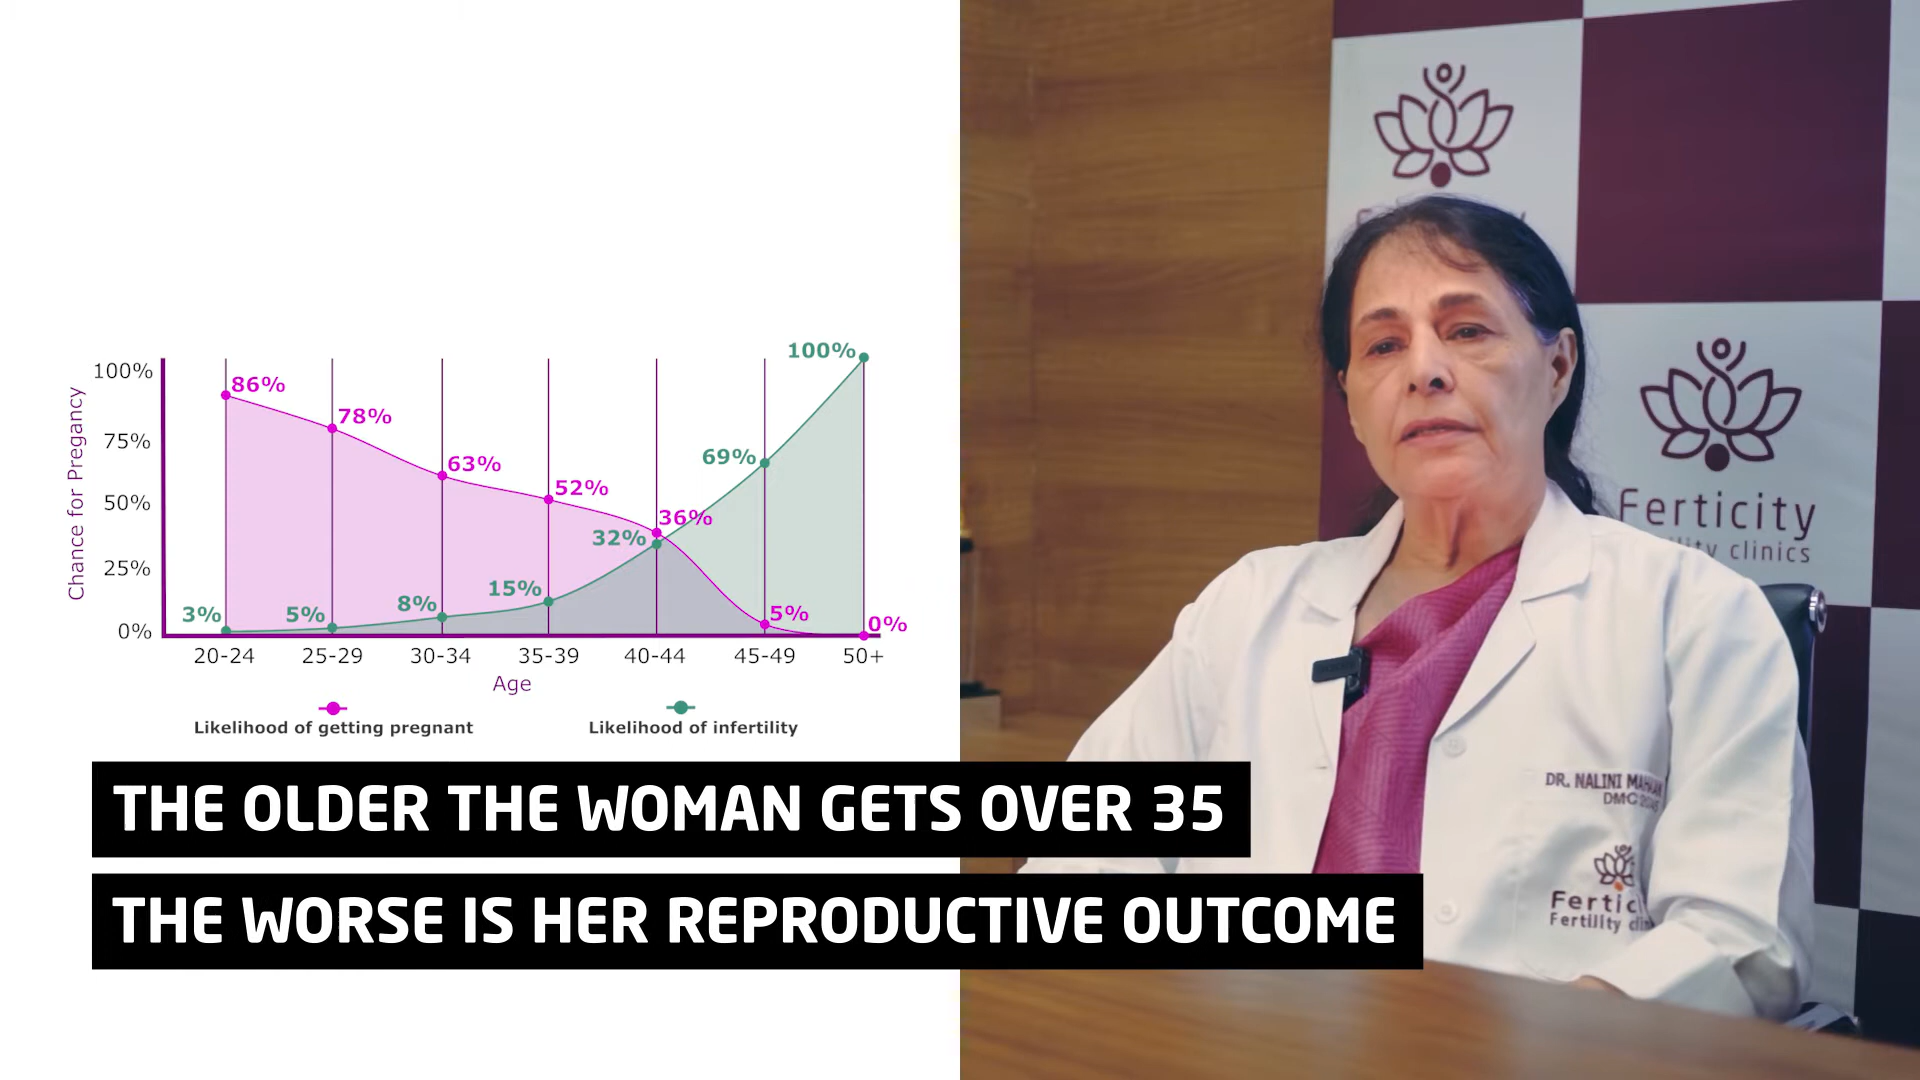 100%
75%
50%
25%
0%
Chance for Pregancy
86%
78%
63%
52%
36%
5%
0%
3%
5%
8%
15%
32%
69%
100%
20-24 25-29 30-34 35-39 40-44 45-49 50+
Age
Likelihood of getting pregnant Likelihood of infertility
THE OLDER THE WOMAN GETS OVER 35
THE WORSE IS HER REPRODUCTIVE OUTCOME
Ferticity
clinics
DR. NALINI
DMC
Fertility